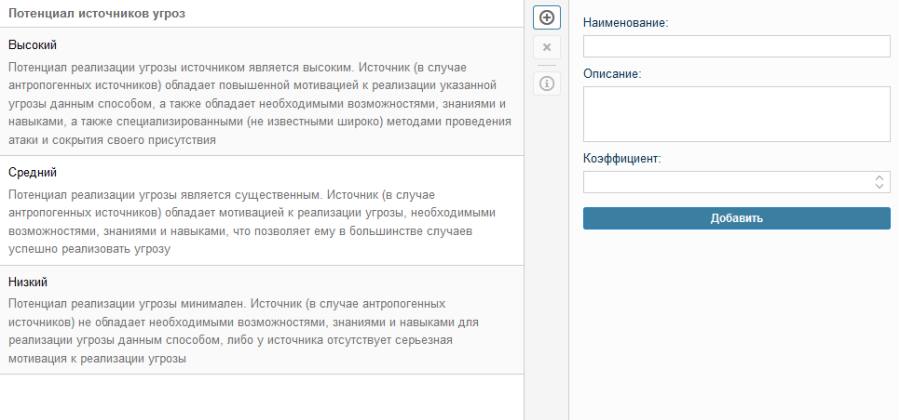 Потенциал источников угроз
Высокий
Потенциал реализации угрозы источником является высоким. Источник (в случае
антропогенных источников) обладает повышенной мотивацией к реализации указанной
угрозы данным способом, а также обладает необходимыми возможностями, знаниями и
навыками, а также специализированными (не известными широко) методами проведения
атаки и сокрытия своего присутствия
Средний
Потенциал реализации угрозы является существенным. Источник (в случае
антропогенных источников) обладает мотивацией к реализации угрозы, необходимыми
возможностями, знаниями и навыками, что позволяет ему в большинстве случаев
успешно реализовать угрозу
Низкий
Потенциал реализации угрозы минимален. Источник (в случае антропогенных
источников) не обладает необходимыми возможностями, знаниями и навыками для
реализации угрозы данным способом, либо у источника отсутствует серьезная
мотивация к реализации угрозы
Наименование:
Описание:
Коэффициент:
Добавить